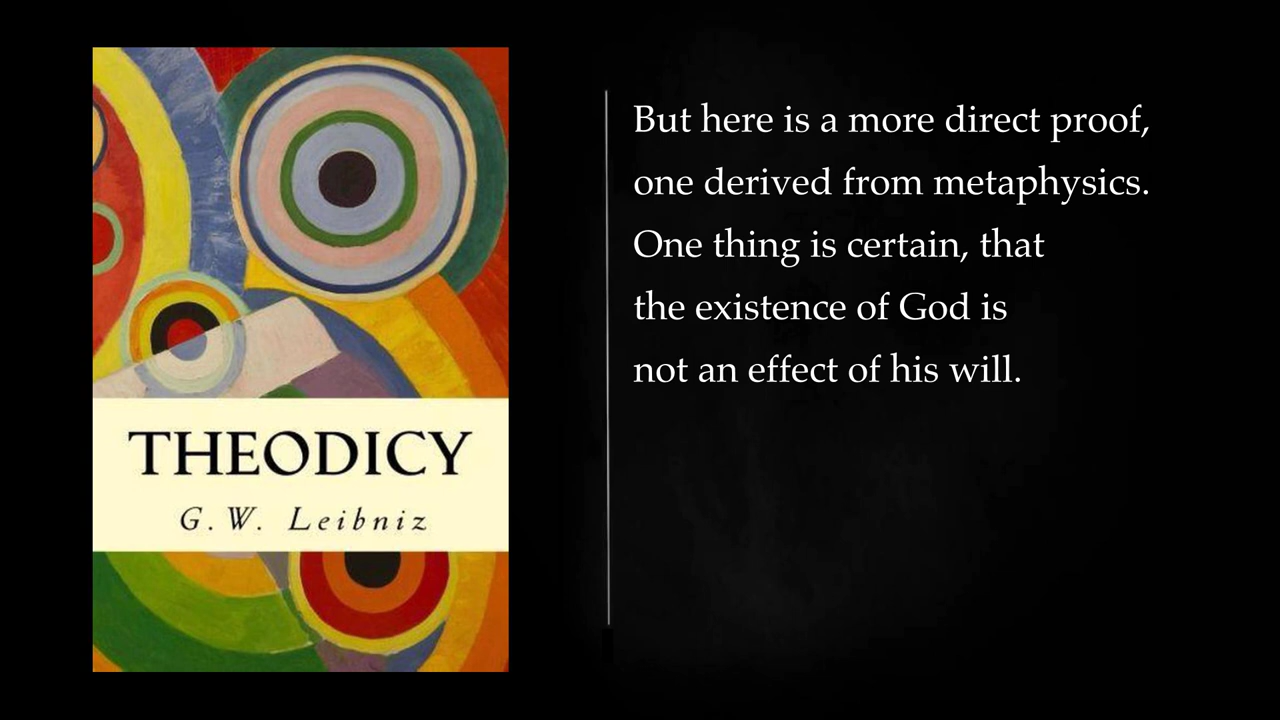 THEODICY
G. W. Leibniz
But here is a more direct proof,
one derived from metaphysics.
One thing is certain, that
the existence of God is
not an effect of his will.